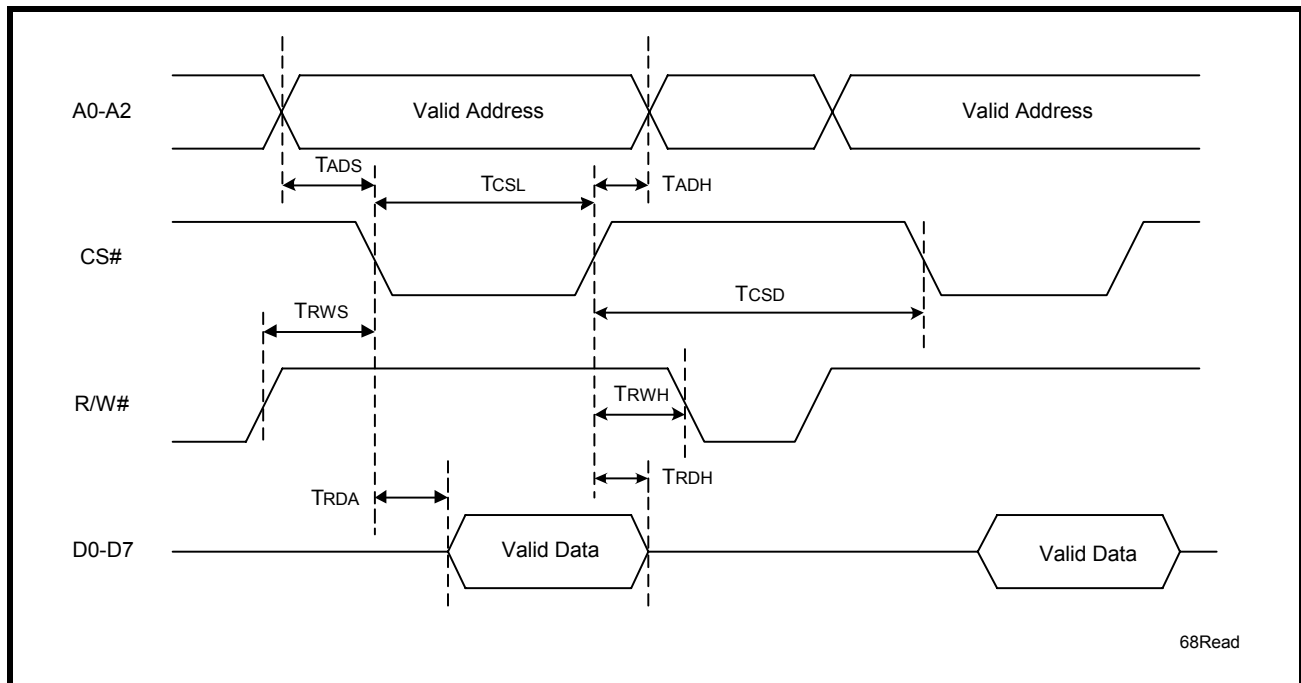 A0-A2
Valid Address
Valid Address
TADS
TCSL
TADH
CS#
TCSD
TRWS
R/W#
TRWH
TRDA
TRDH
D0-D7
Valid Data
Valid Data
68Read